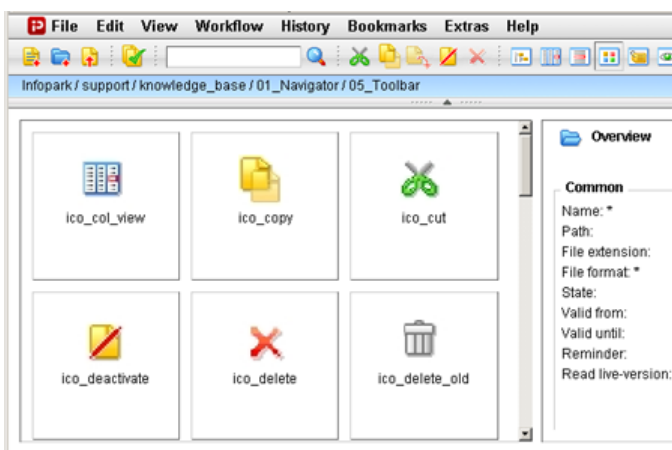 File Edit View Workflow History Bookmarks Extras Help
Infopark / support / knowledge_base / 01_Navigator / 05_Toolbar
ico_col_view ico_copy ico_cut
ico_deactivate ico_delete ico_delete_old
Overview
Common
Name: *
Path:
File extension:
File format: *
State:
Valid from:
Valid until:
Reminder:
Read live-version: